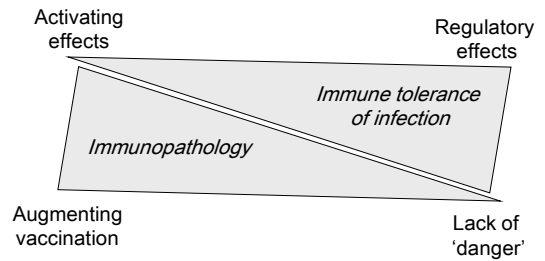 Activating
effects
Regulatory
effects
Immune tolerance
of infection
Immunopathology
Augmenting
vaccination
Lack of
‘danger’